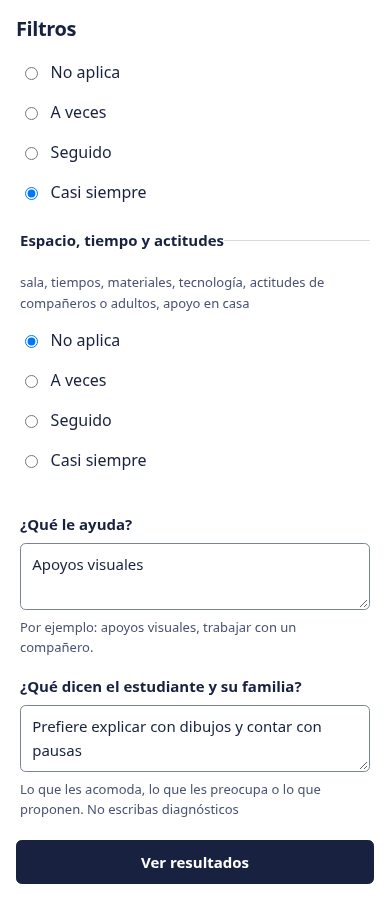 Filtros
No aplica
A veces
Seguido
Casi siempre
Espacio, tiempo y actitudes
sala, tiempos, materiales, tecnología, actitudes de
compañeros o adultos, apoyo en casa
No aplica
A veces
Seguido
Casi siempre
¿Qué le ayuda?
Apoyos visuales
Por ejemplo: apoyos visuales, trabajar con un
compañero.
¿Qué dicen el estudiante y su familia?
Prefiere explicar con dibujos y contar con
pausas
Lo que les acomoda, lo que les preocupa o lo que
proponen. No escribas diagnósticos
Ver resultados